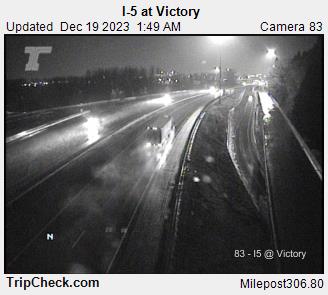 I-5 at Victory
Updated Dec 19 2023 1:49 AM Camera 83
T
N
83 - I5 @ Victory
TripCheck.com Milepost306.80